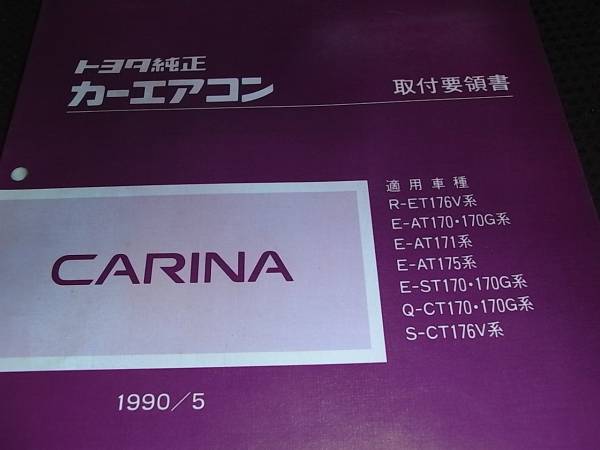 トヨタ純正
カーエアコン
取付要領書
適用車種
R-ET176V系
E-AT170・170G系
E-AT171系
E-AT175系
E-ST170・170G系
Q-CT170・170G系
S-CT176V系
CARINA
1990／5